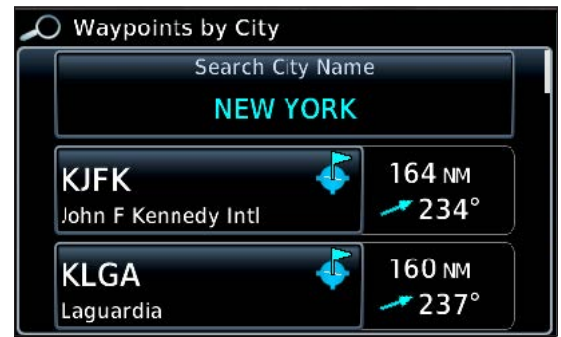 Waypoints by City
Search City Name
NEW YORK
KJFK
John F Kennedy Intl
164 NM
234°
KLGA
Laguardia
160 NM
237°